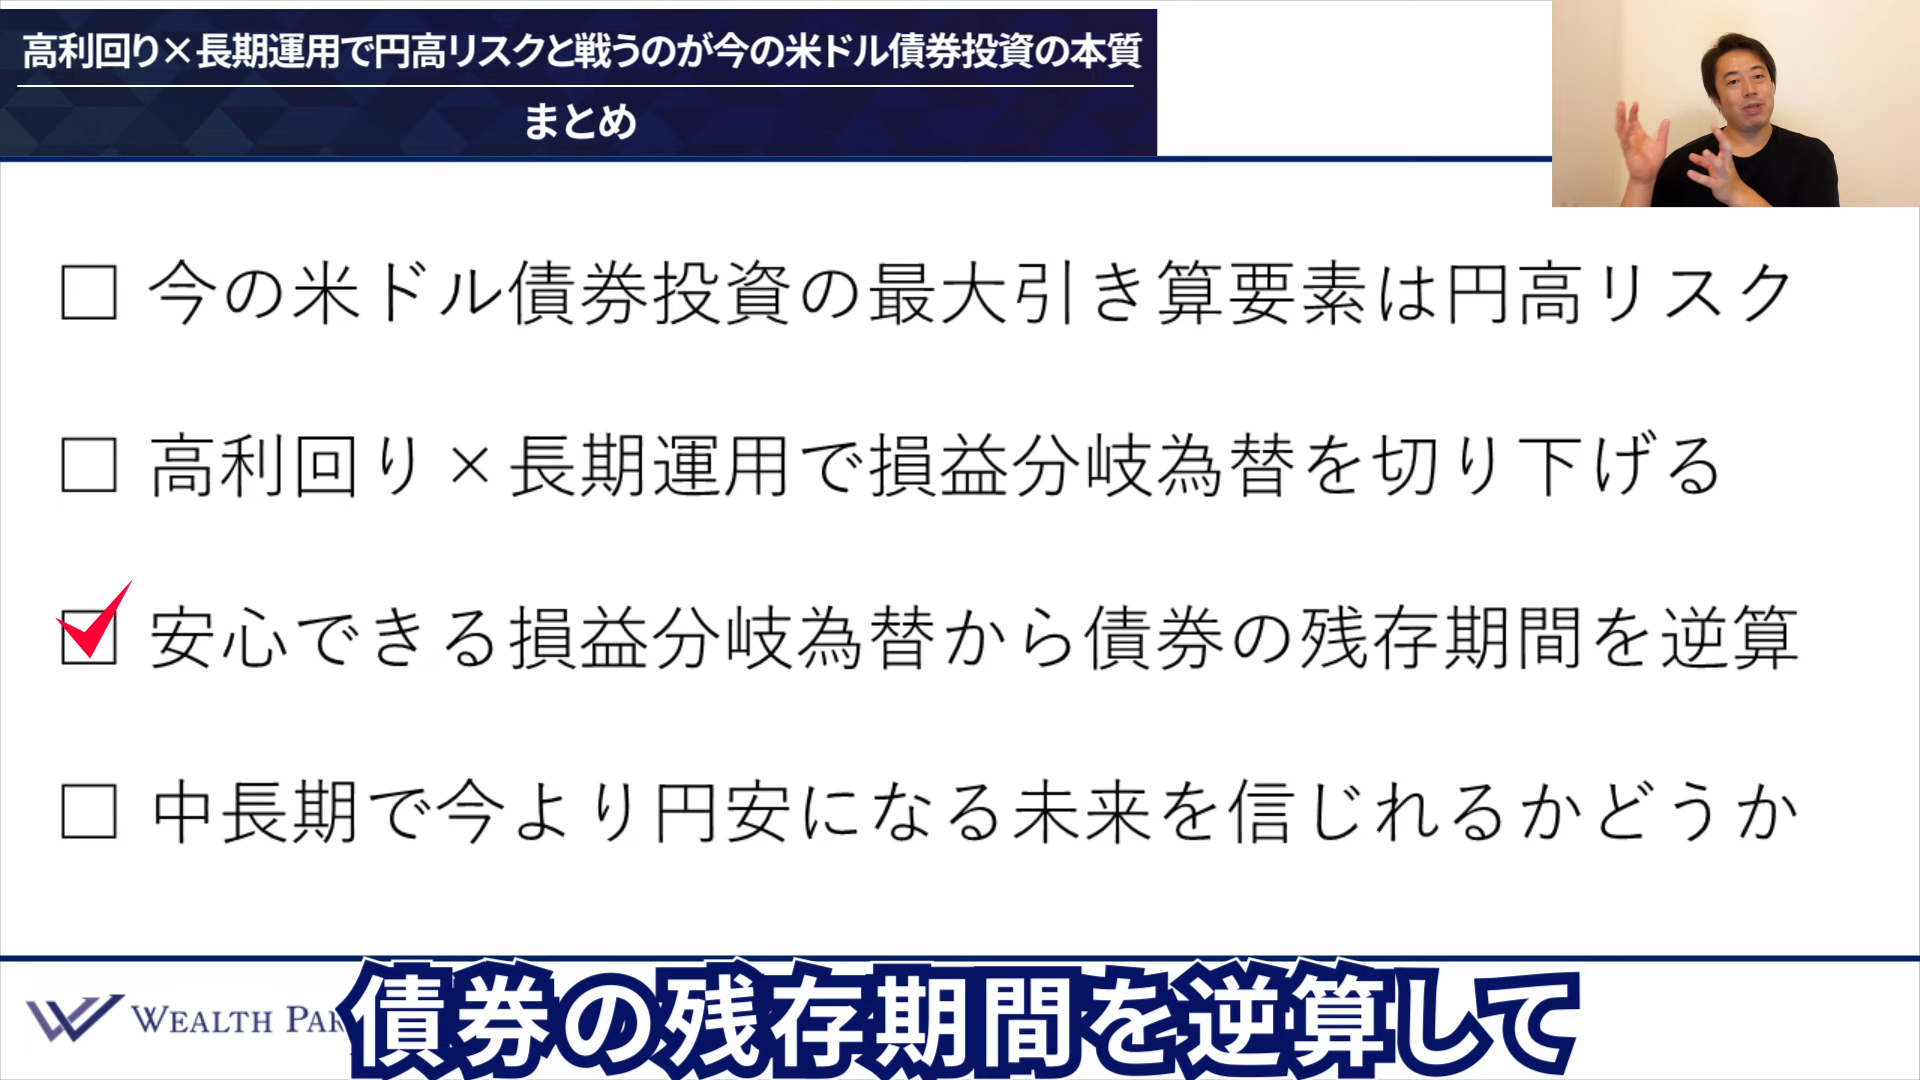 高利回り×長期運用で円高リスクと戦うのが今の米ドル債券投資の本質
まとめ
□ 今の米ドル債券投資の最大引き算要素は円高リスク
□ 高利回り×長期運用で損益分岐為替を切り下げる
☑ 安心できる損益分岐為替から債券の残存期間を逆算
□ 中長期で今より円安になる未来を信じれるかどうか
WEALTH PAR
債券の残存期間を逆算して